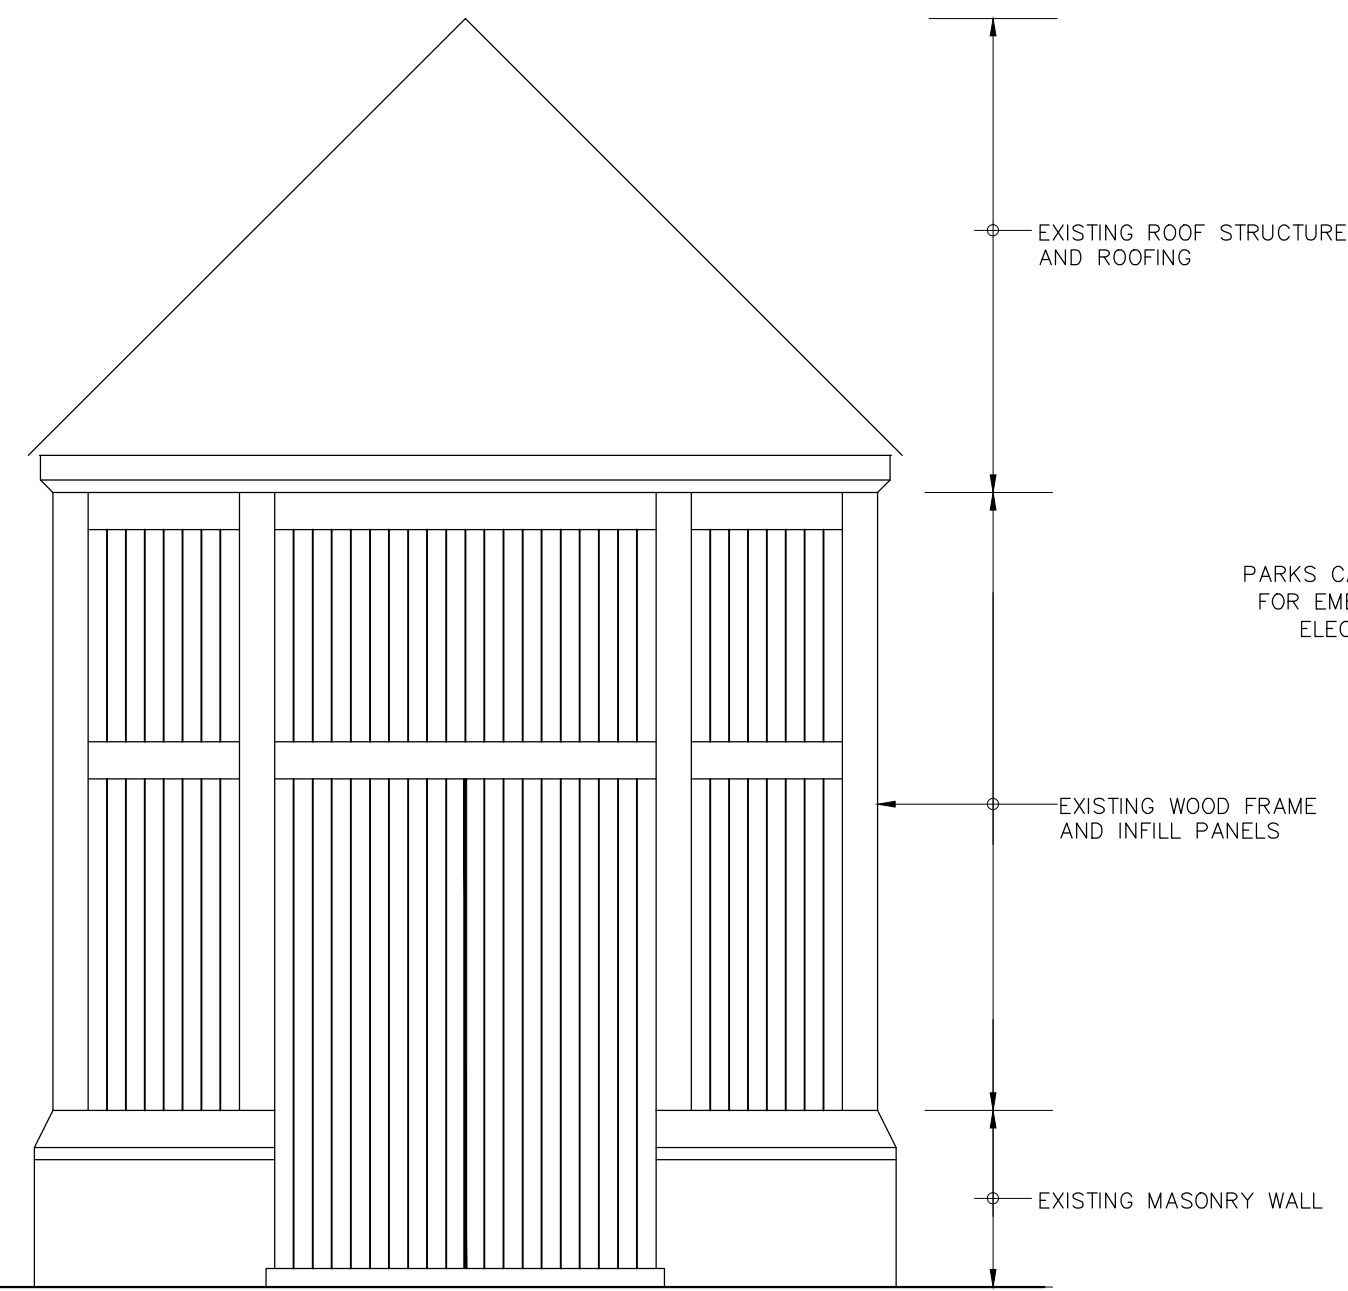 EXISTING ROOF STRUCTURE
AND ROOFING
PARKS
FOR
EXISTING WOOD FRAME
AND INFILL PANELS
EXISTING MASONRY WALL